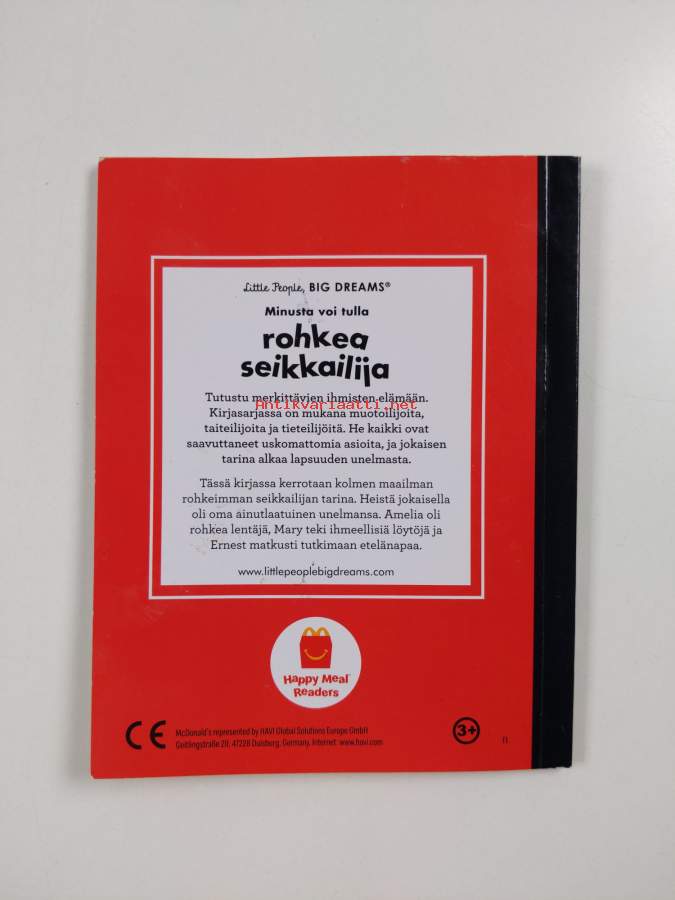 Little People, BIG DREAMS®
Minusta voi tulla
rohkea
seikkailija
Tutustu merkittävien ihmisten elämään.
Antikvariaatti.net
Kirjasarjassa on mukana muotoilijoita,
taiteilijoita ja tieteilijöitä. He kaikki ovat
saavuttaneet uskomattomia asioita, ja jokaisen
tarina alkaa lapsuuden unelmasta.
Tässä kirjassa kerrotaan kolmen maailman
rohkeimman seikkailijan tarina. Heistä jokaisella
oli oma ainutlaatuinen unelmansa. Amelia oli
rohkea lentäjä, Mary teki ihmeellisiä löytöjä ja
Ernest matkusti tutkimaan etelänapaa.
www.littlepeoplebigdreams.com
Happy Meal
Readers
CE
McDonald's represented by HAVI Global Solutions Europe GmbH
Geitlingstraße 20, 47228 Duisburg, Germany, Internet: www.havi.com
3+